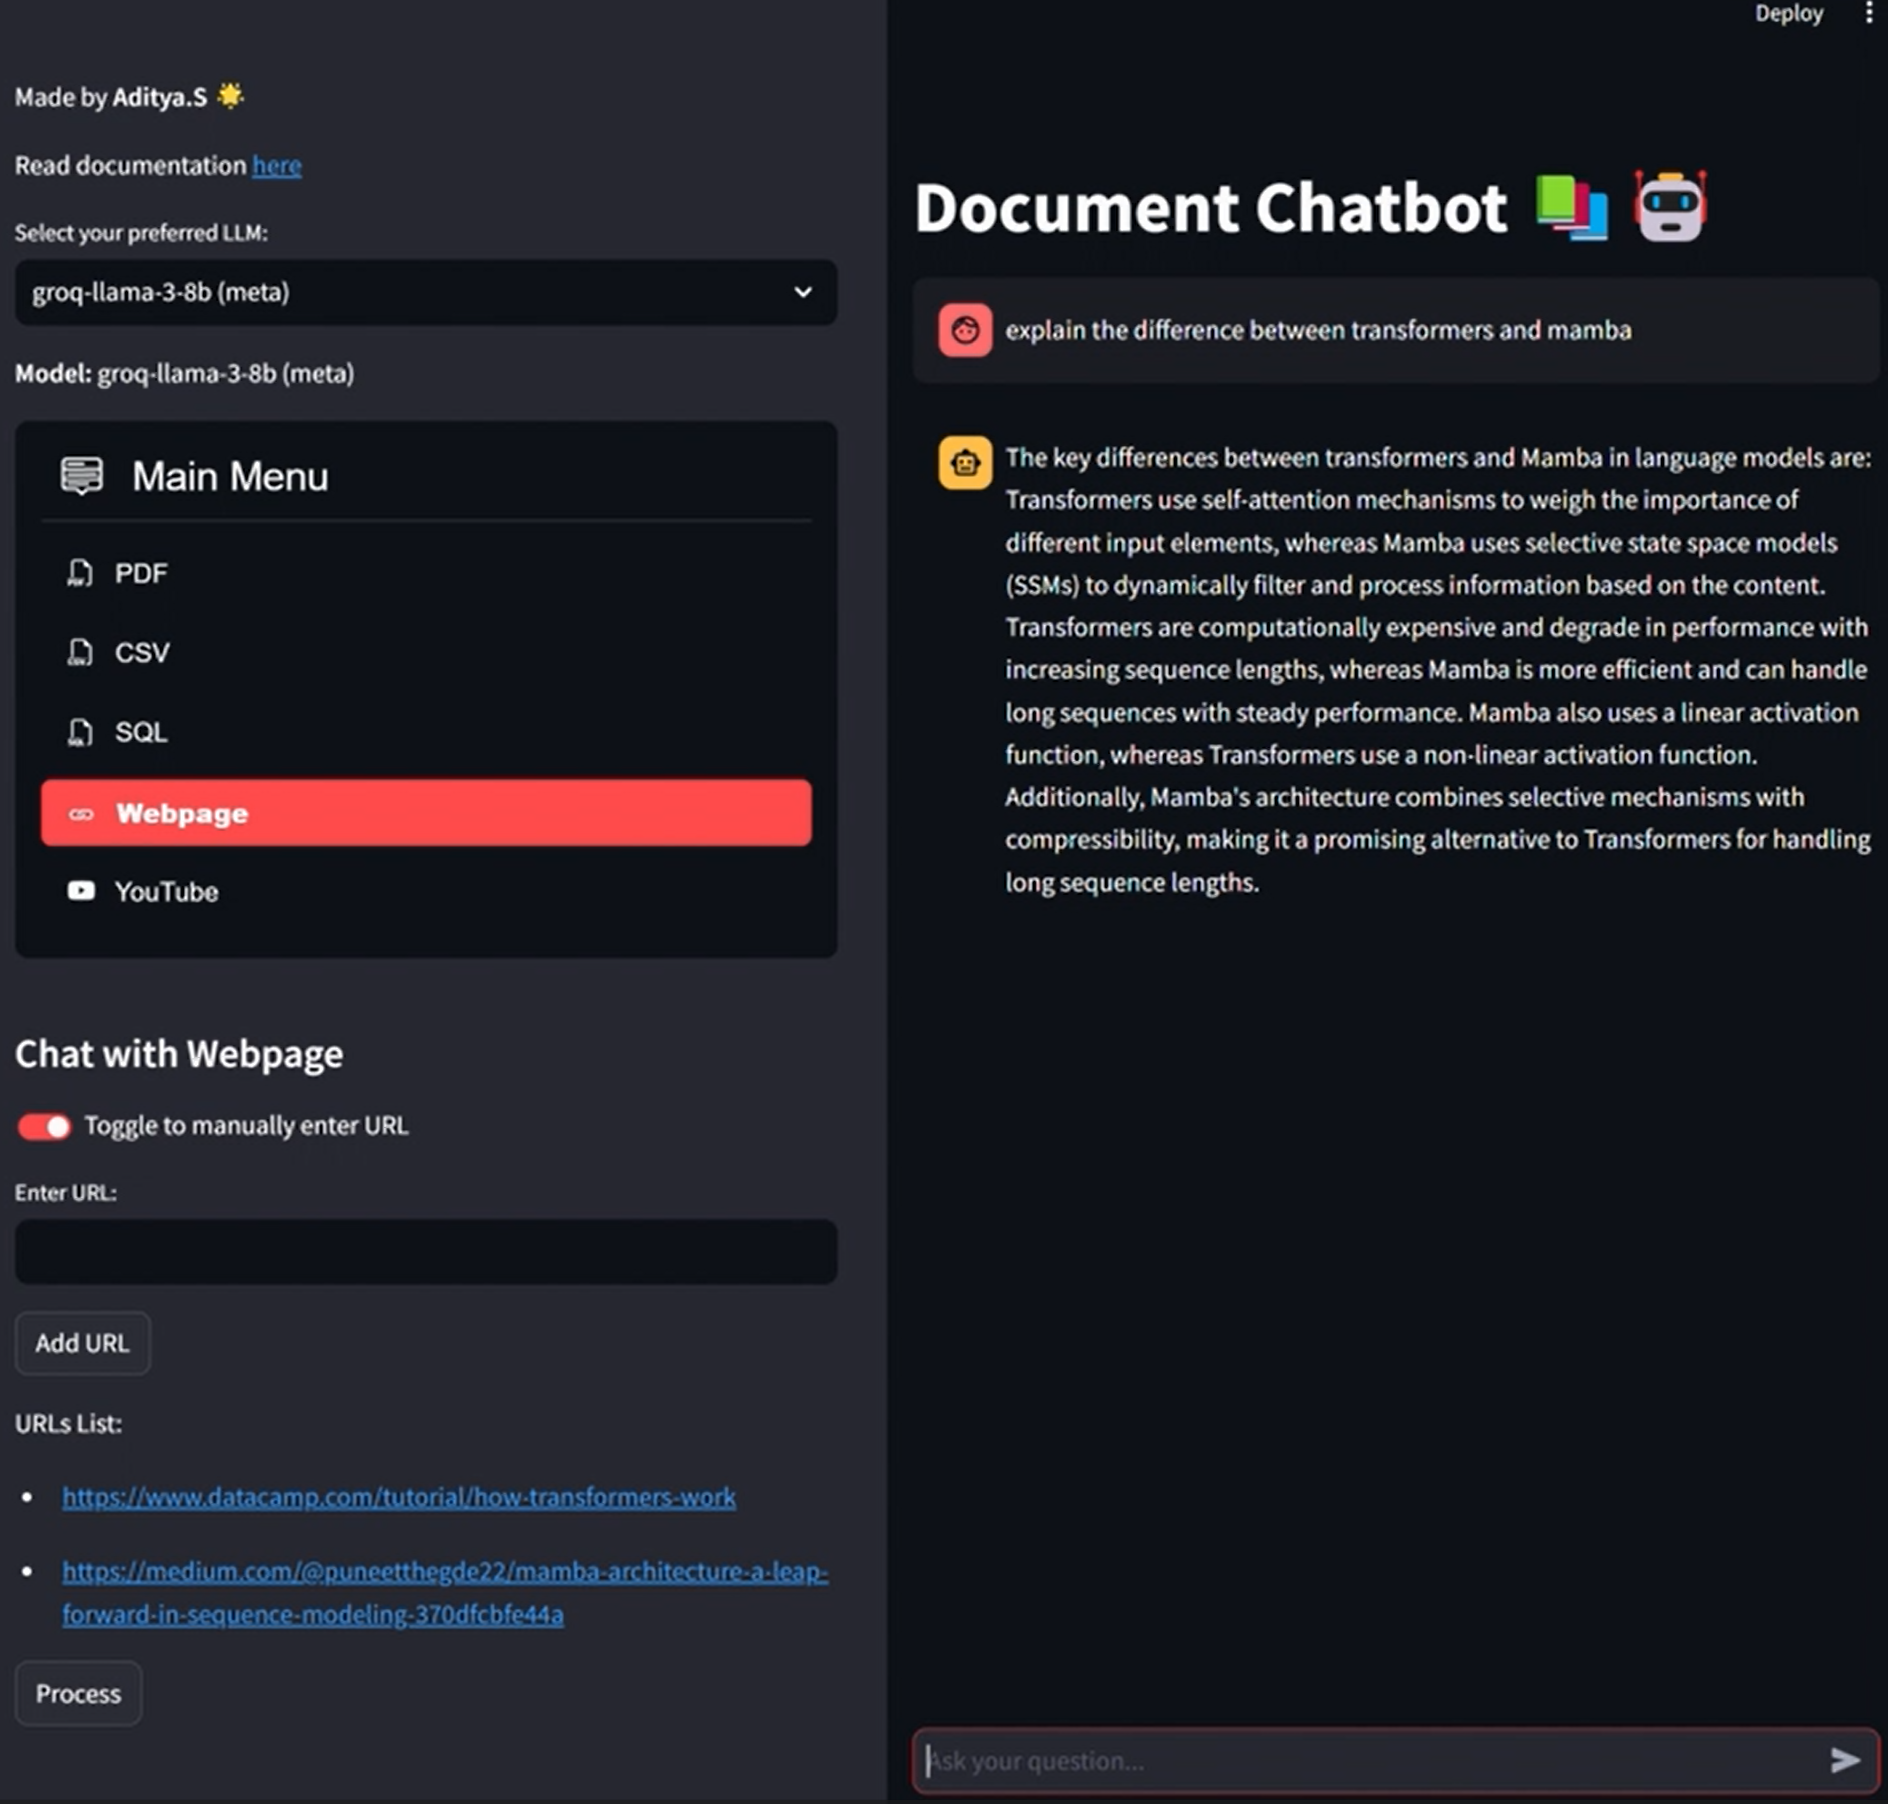 Deploy
Made by Aditya.S
Read documentation here
Select your preferred LLM:
groq-llama-3-8b (meta)
Model: groq-llama-3-8b (meta)
Main Menu
PDF
CSV
SQL
Webpage
YouTube
Chat with Webpage
Toggle to manually enter URL
Enter URL:
Add URL
URLs List:
https://www.datacamp.com/tutorial/how-transformers-work
https://medium.com/@puneetthegde22/mamba-architecture-a-leap-
forward-in-sequence-modeling-370dfcbfe44a
Process
Document Chatbot
explain the difference between transformers and mamba
The key differences between transformers and Mamba in language models are:
Transformers use self-attention mechanisms to weigh the importance of
different input elements, whereas Mamba uses selective state space models
(SSMs) to dynamically filter and process information based on the content.
Transformers are computationally expensive and degrade in performance with
increasing sequence lengths, whereas Mamba is more efficient and can handle
long sequences with steady performance. Mamba also uses a linear activation
function, whereas Transformers use a non-linear activation function.
Additionally, Mamba's architecture combines selective mechanisms with
compressibility, making it a promising alternative to Transformers for handling
long sequence lengths.
Ask your question...